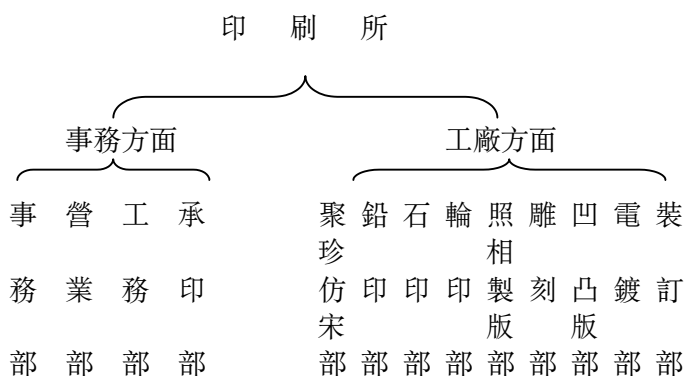 印刷所
事務方面
工廠方面
事務部
營業部
工務部
承印部
聚珍仿宋部
鉛印部
石印部
輪印部
照相製版部
雕刻部
凹凸版部
電鍍部
裝訂部